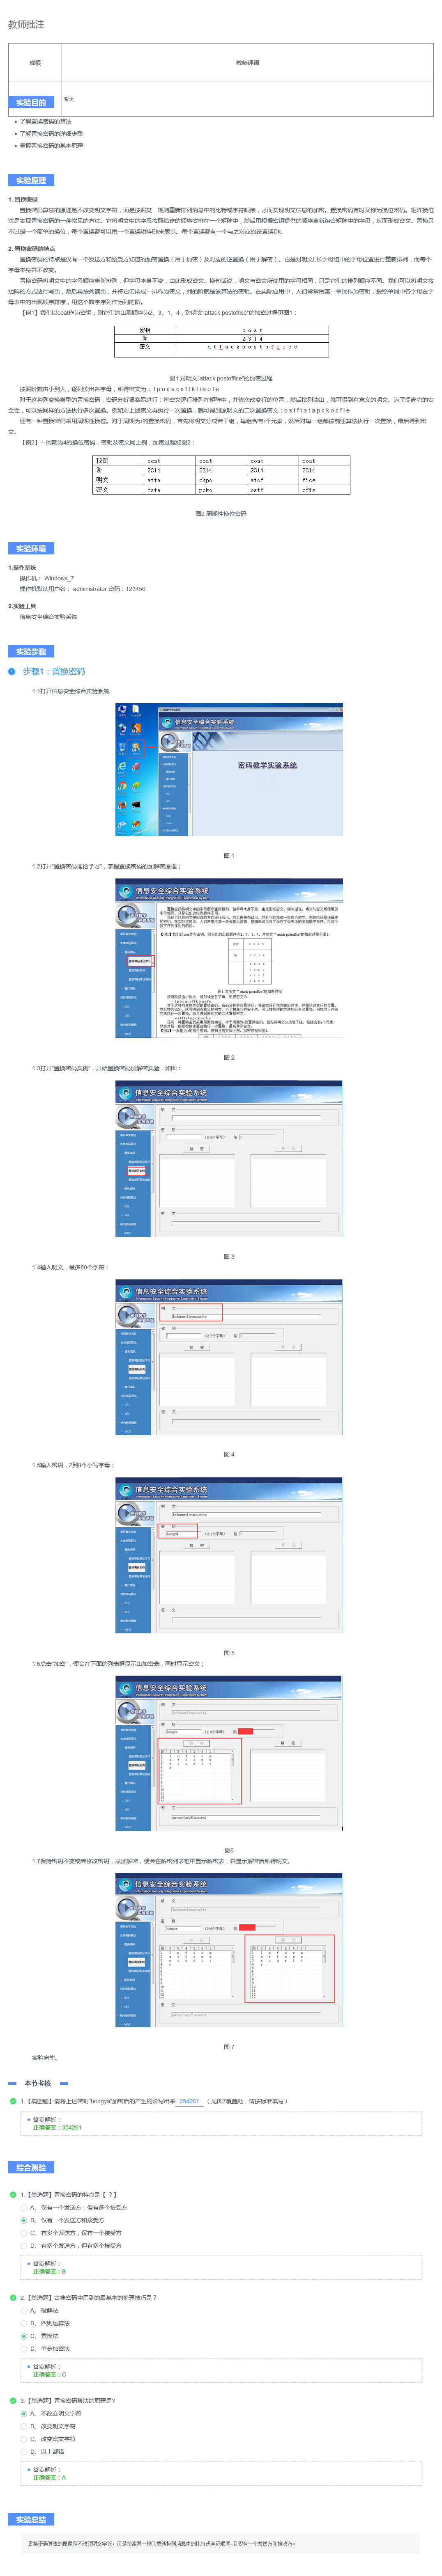 教师批注
成绩
教师评语
暂无
实验目的
了解置换密码的算法
了解置换密码的详细步骤
掌握置换密码的基本原理
实验原理
1. 置换密码
置换密码算法的原理是不改变明文字符，而是按照某一规则重新排列消息中的比特或字符顺序，才而实现明文信息的加密。置换密码有时又称为换位密码。矩阵换位法是实现置换密码的一种常见的方法。它将明文中的字母按照给定的顺序安排在一个矩阵中，然后用根据密钥提供的顺序重新组合矩阵中的字母，从而形成密文。置换只不过是一个简单的换位，每个置换都可以用一个置换矩阵Ek来表示。每个置换都有一个与之对应的逆置换Dk。
2. 置换密码的特点
置换密码的特点是仅有一个发送方和接受方知道的加密置换（用于加密）及对应的逆置换（用于解密）。它是对明文L长字母组中的字母位置进行重新排列，而每个字母本身并不改变。
置换密码将明文中的字母顺序重新排列，但字母本身不变，由此形成密文。换句话说，明文与密文所使用的字母相同，只是它们的排列顺序不同。我们可以将明文按矩阵的方式逐行写出，然后再按列读出，并将它们排成一排作为密文，列的阶就是该算法的密钥。在实际应用中，人们常常用某一单词作为密钥，按照单词中各字母在字母表中的出现顺序排序，用这个数字序列作为列的阶。
【例1】我们以coat作为密钥，则它们的出现顺序为2、3、1、4，对明文“attack postoffice”的加密过程见图1：
密钥 c o a t
阶 2 3 1 4
密文 a t t a c k p o s t o f f i c e
图1 对明文“attack postoffice”的加密过程
按照阶数由小到大，逐列读出各字母，所得密文为： t p o c a c s f t k t i a o f e.
对于这种列变换类型的置换密码，密码分析很容易进行：将密文逐行排列在矩阵中，并依次改变行的位置，然后按列读出，就可得到有意义的明文。为了提高它的安全性，可以按同样的方法执行多次置换。例如对上述密文再执行一次置换，就可得到原明文的二次置换密文：o s t f t a t a p c k o c f i e
还有一种置换密码采用周期性换位。对于周期为r的置换密码，首先将明文分成若干组，每组含有r个元素，然后对每一组都按前述算法执行一次置换，最后得到密文。
【例2】一周期为4的换位密码，密钥及密文同上例，加密过程如图2：
秘钥 coat coat coat coat
阶 2314 2314 2314 2314
明文 atta ckpo atof fice
密文 tata pcko ostf cfie
图2 周期性换位密码
实验环境
1.操作系统
操作机： Windows_7
操作机默认用户名： administrator 密码：123456
2.实验工具
信息安全综合实验系统
实验步骤
步骤1：置换密码
1.1打开信息安全综合实验系统
信息安全综合实验系统
密码教学实验系统
图 1
1.2打开“置换密码理论学习”，掌握置换密码的加解密原理；
信息安全综合实验系统
图 2
1.3打开“置换密码实例”，开始置换密码加解密实验，如图：
信息安全综合实验系统
图 3
1.4输入明文，最多80个字符；
信息安全综合实验系统
图 4
1.5输入密钥，2到8个小写字母；
信息安全综合实验系统
图 5
1.6点击“加密”，便会在下面的列表框显示出加密表，同时显示密文；
信息安全综合实验系统
图6
1.7保持密钥不变或者修改密钥，点加解密，便会在解密列表框中显示解密表，并显示解密后所得明文。
信息安全综合实验系统
图 7
实验完毕。
本节考核
1.【填空题】请将上述密钥“hongya”加密后的产生的阶写出来 354261 （见图7覆盖处，请按标准填写）
答案解析：
正确答案：354261
综合测验
1.【单选题】置换密码的特点是【 ？】
A、 仅有一个发送方，但有多个接受方
B、 仅有一个发送方和接受方
C、 有多个发送方，仅有一个接受方
D、 有多个发送方，但有多个接受方
答案解析：
正确答案：B
2.【单选题】古典密码中用到的最基本的处理技巧是？
A、 破解法
B、 四则运算法
C、 置换法
D、 单步加密法
答案解析：
正确答案：C
3.【单选题】置换密码算法的原理是?
A、 不改变明文字符
B、 改变明文字符
C、 改变密文字符
D、 以上都错
答案解析：
正确答案：A
实验总结
置换密码算法的原理是不改变明文字符，而是按照某一规则重新排列消息中的比特或字符顺序.且仅有一个发送方和接收方。